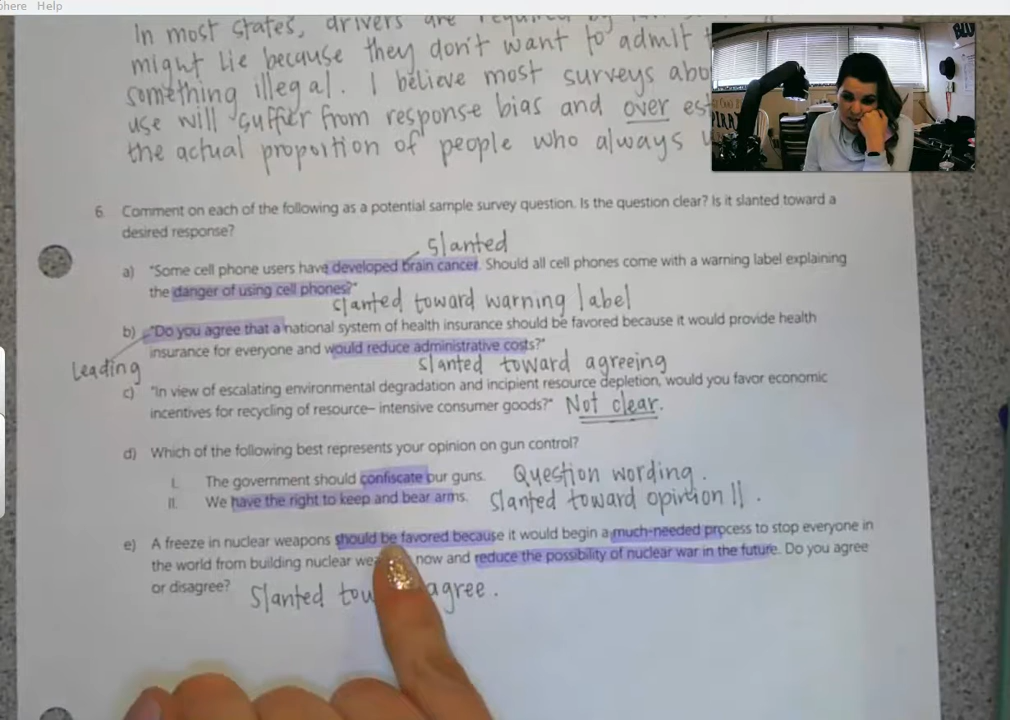 phere Help
In most states, drivers are required by
might lie because they don't want to admit
something illegal. I believe most surveys abo
use will suffer from response bias and over est
the actual proportion of people who always
6. Comment on each of the following as a potential sample survey question. Is the question clear? Is it slanted toward a
desired response?
slanted
a) "Some cell phone users have developed brain cancer. Should all cell phones come with a warning label explaining
the danger of using cell phones?"
slanted toward warning label
b) "Do you agree that a national system of health insurance should be favored because it would provide health
insurance for everyone and would reduce administrative costs?"
Leading
slanted toward agreeing
c) "In view of escalating environmental degradation and incipient resource depletion, would you favor economic
incentives for recycling of resource– intensive consumer goods?" Not clear.
d) Which of the following best represents your opinion on gun control?
I. The government should confiscate our guns. Question wording.
II. We have the right to keep and bear arms. Slanted toward opinion II.
e) A freeze in nuclear weapons should be favored because it would begin a much-needed process to stop everyone in
the world from building nuclear wea now and reduce the possibility of nuclear war in the future. Do you agree
or disagree? Slanted tow agree.